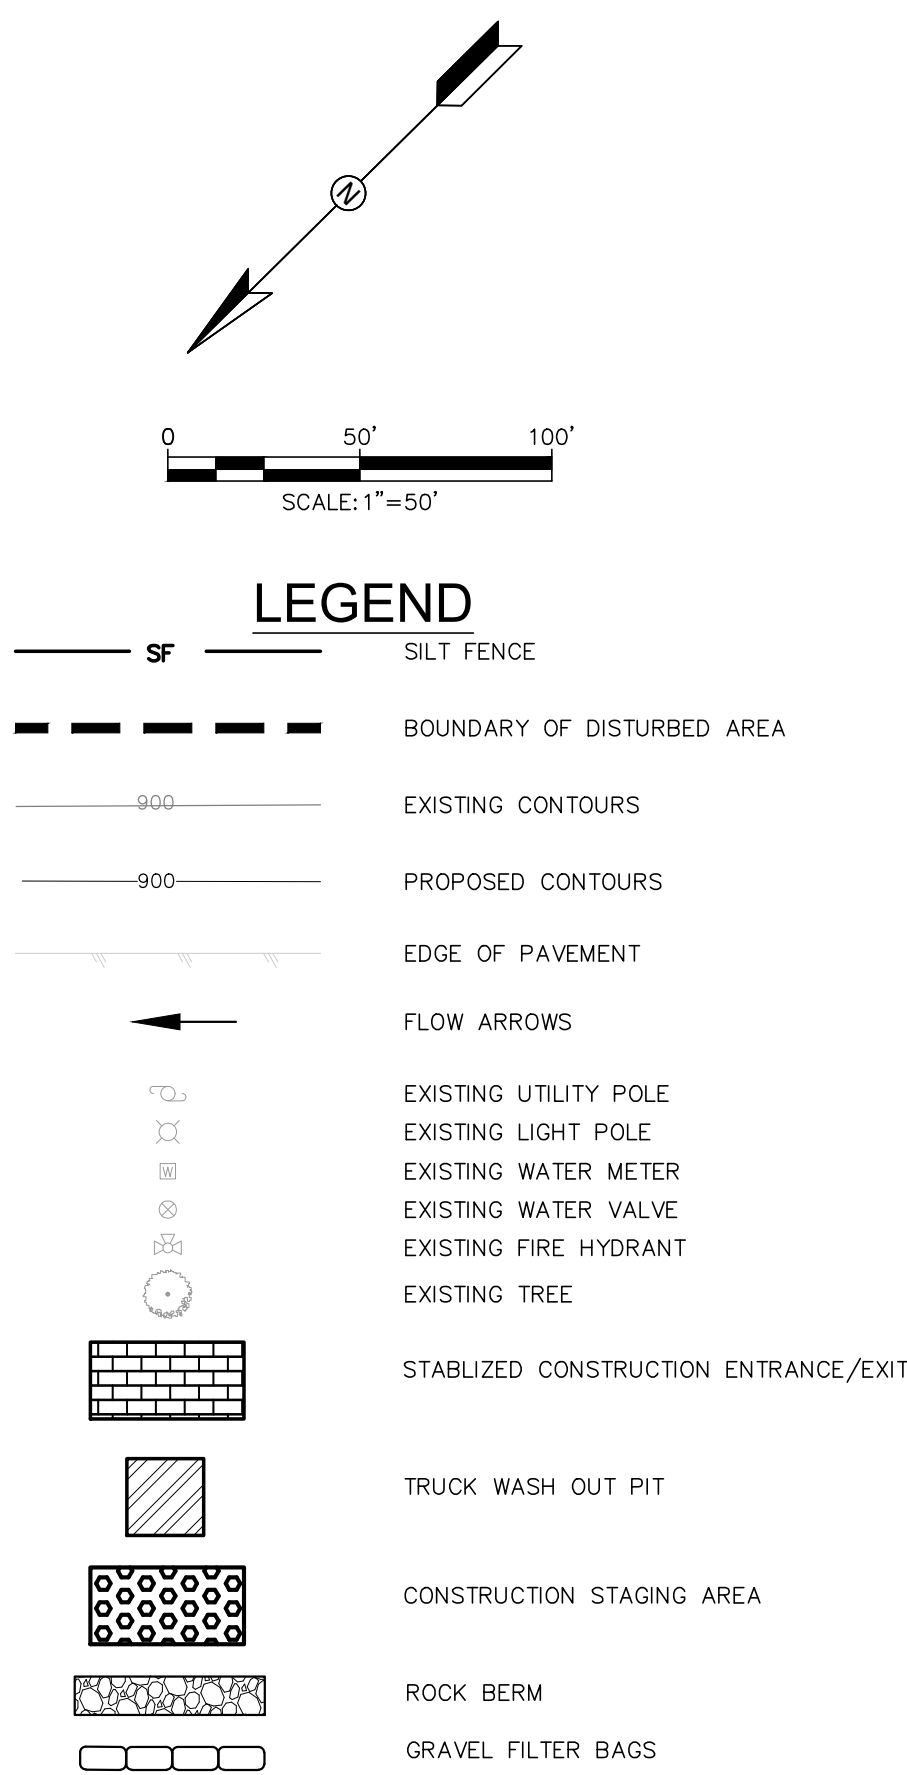 N
0 50' 100'
SCALE: 1"=50'
LEGEND
SF SILT FENCE
BOUNDARY OF DISTURBED AREA
900 EXISTING CONTOURS
900 PROPOSED CONTOURS
EDGE OF PAVEMENT
FLOW ARROWS
EXISTING UTILITY POLE
EXISTING LIGHT POLE
W EXISTING WATER METER
EXISTING WATER VALVE
EXISTING FIRE HYDRANT
EXISTING TREE
STABLIZED CONSTRUCTION ENTRANCE/EXIT
TRUCK WASH OUT PIT
CONSTRUCTION STAGING AREA
ROCK BERM
GRAVEL FILTER BAGS